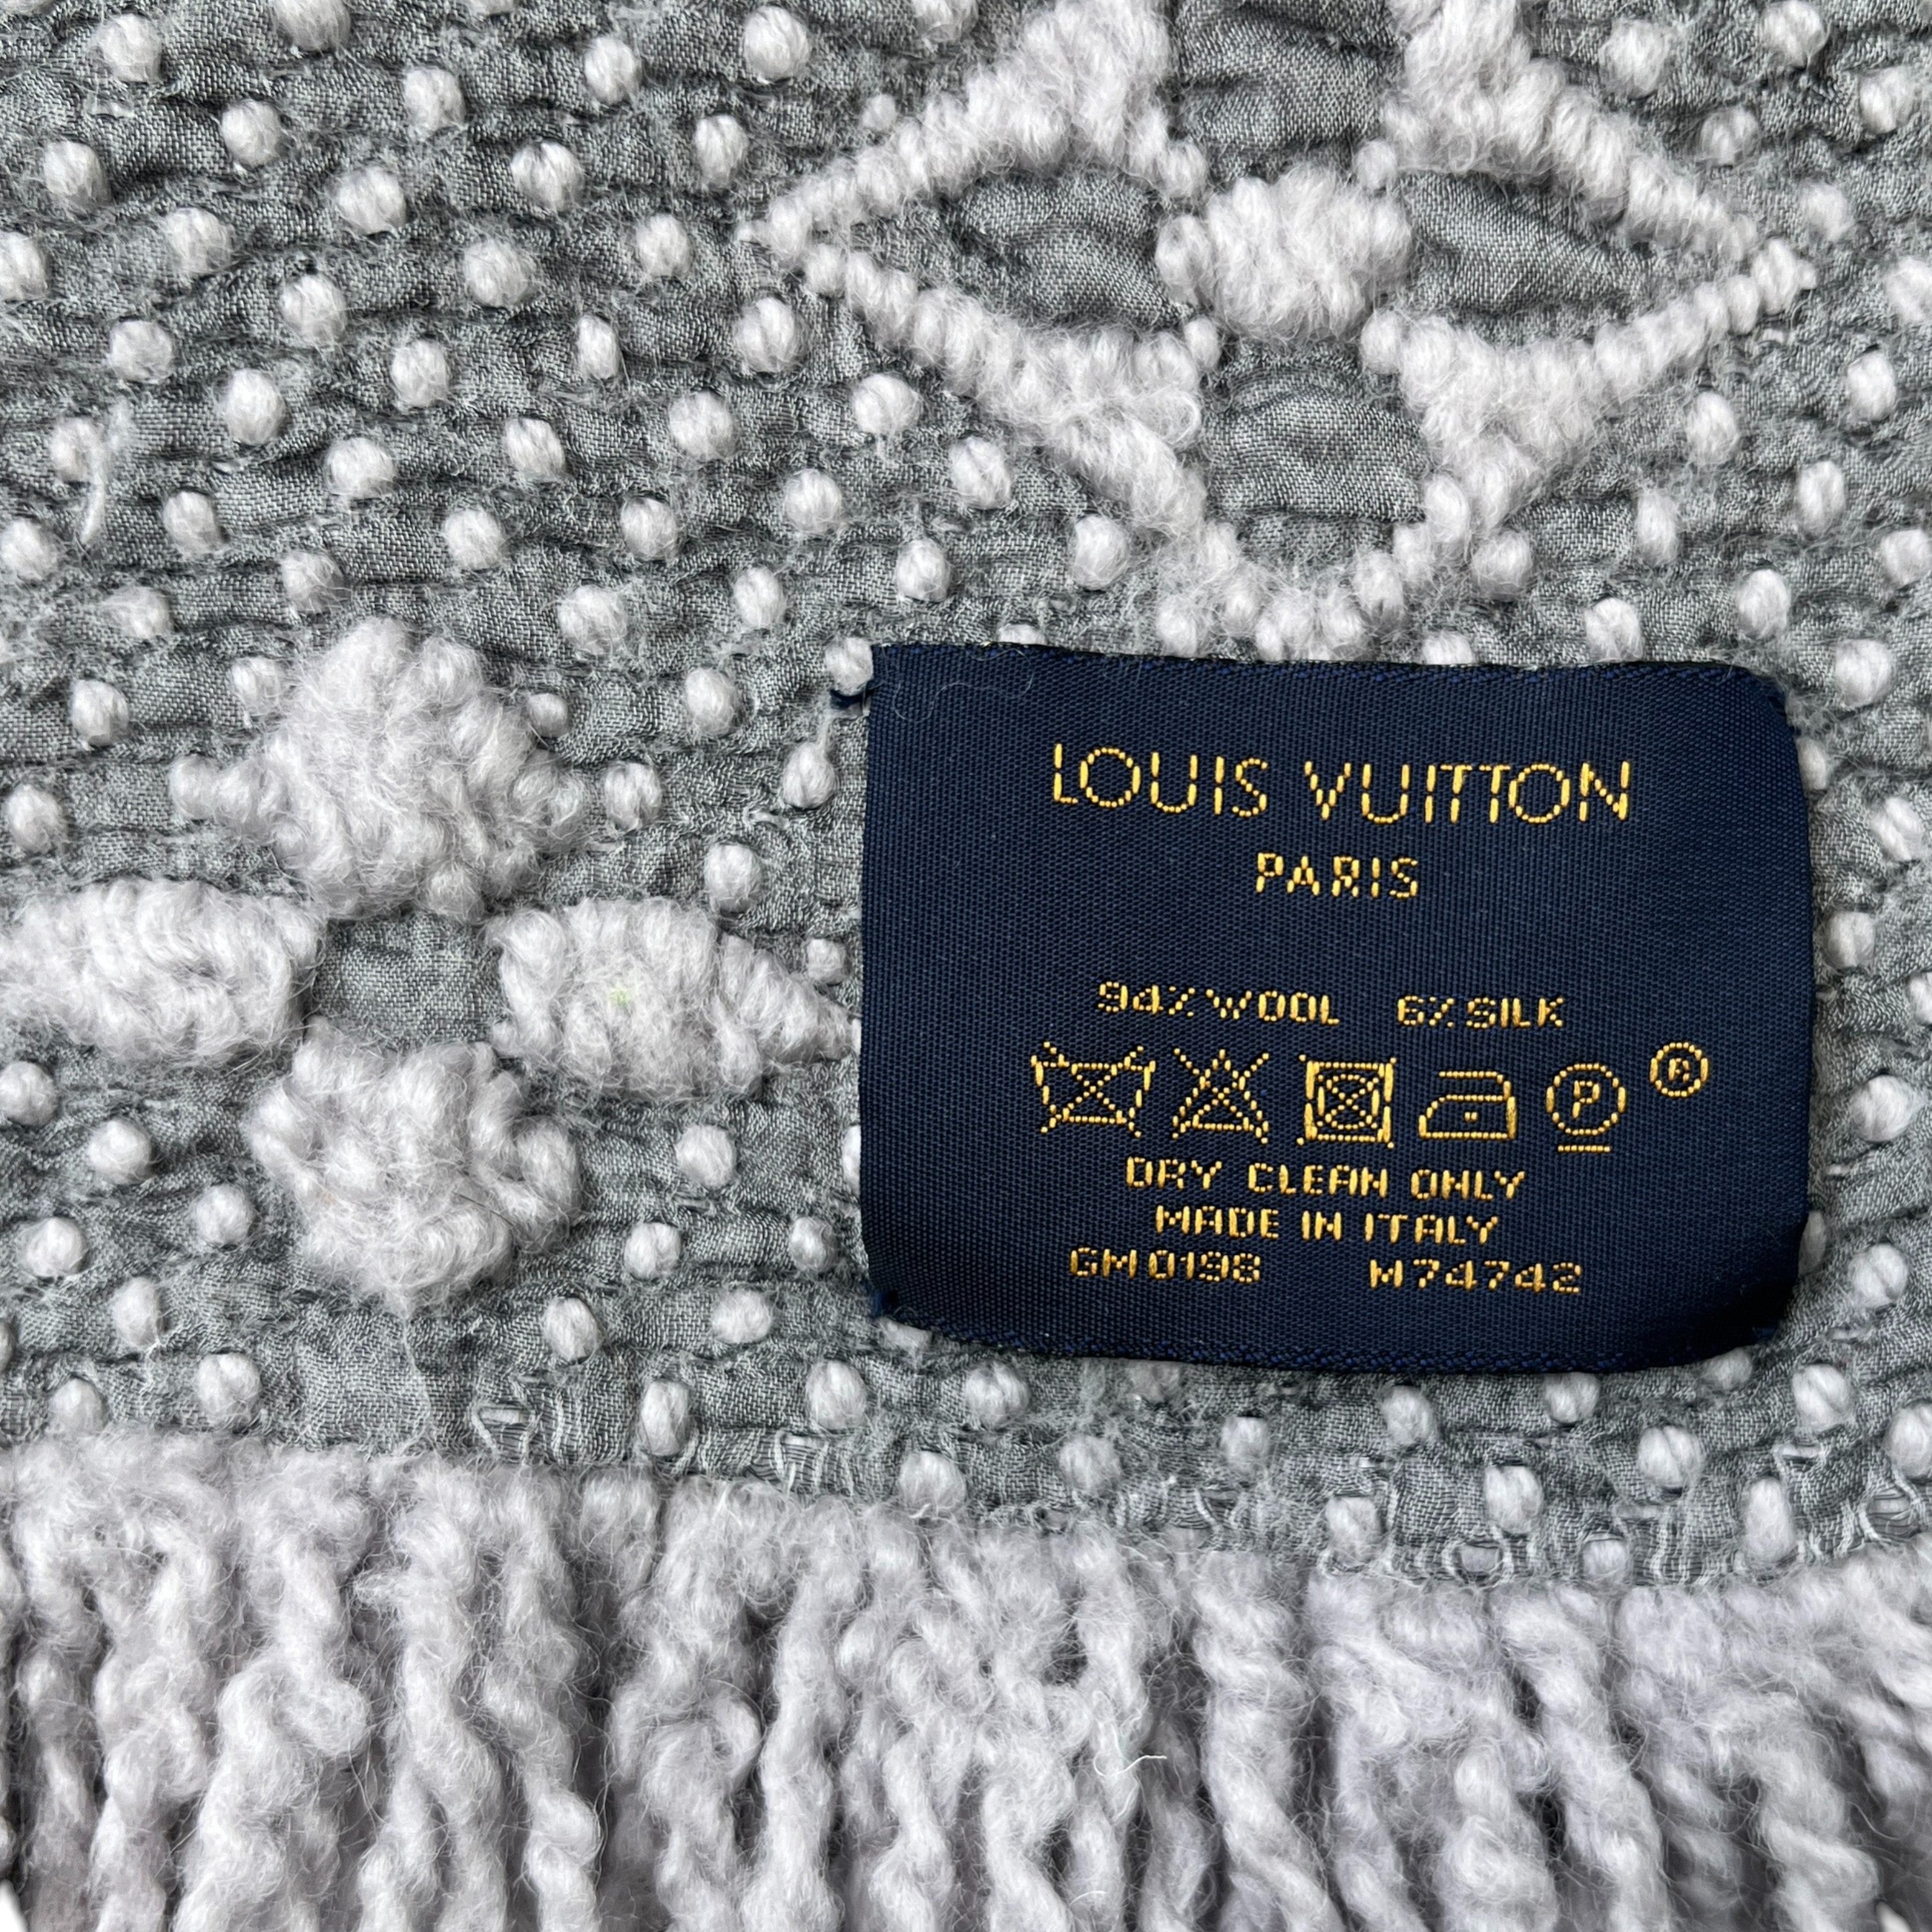 LOUIS VUITTON
PARIS
94% WOOL 6% SILK
P ®
DRY CLEAN ONLY
MADE IN ITALY
GM0198 M74742